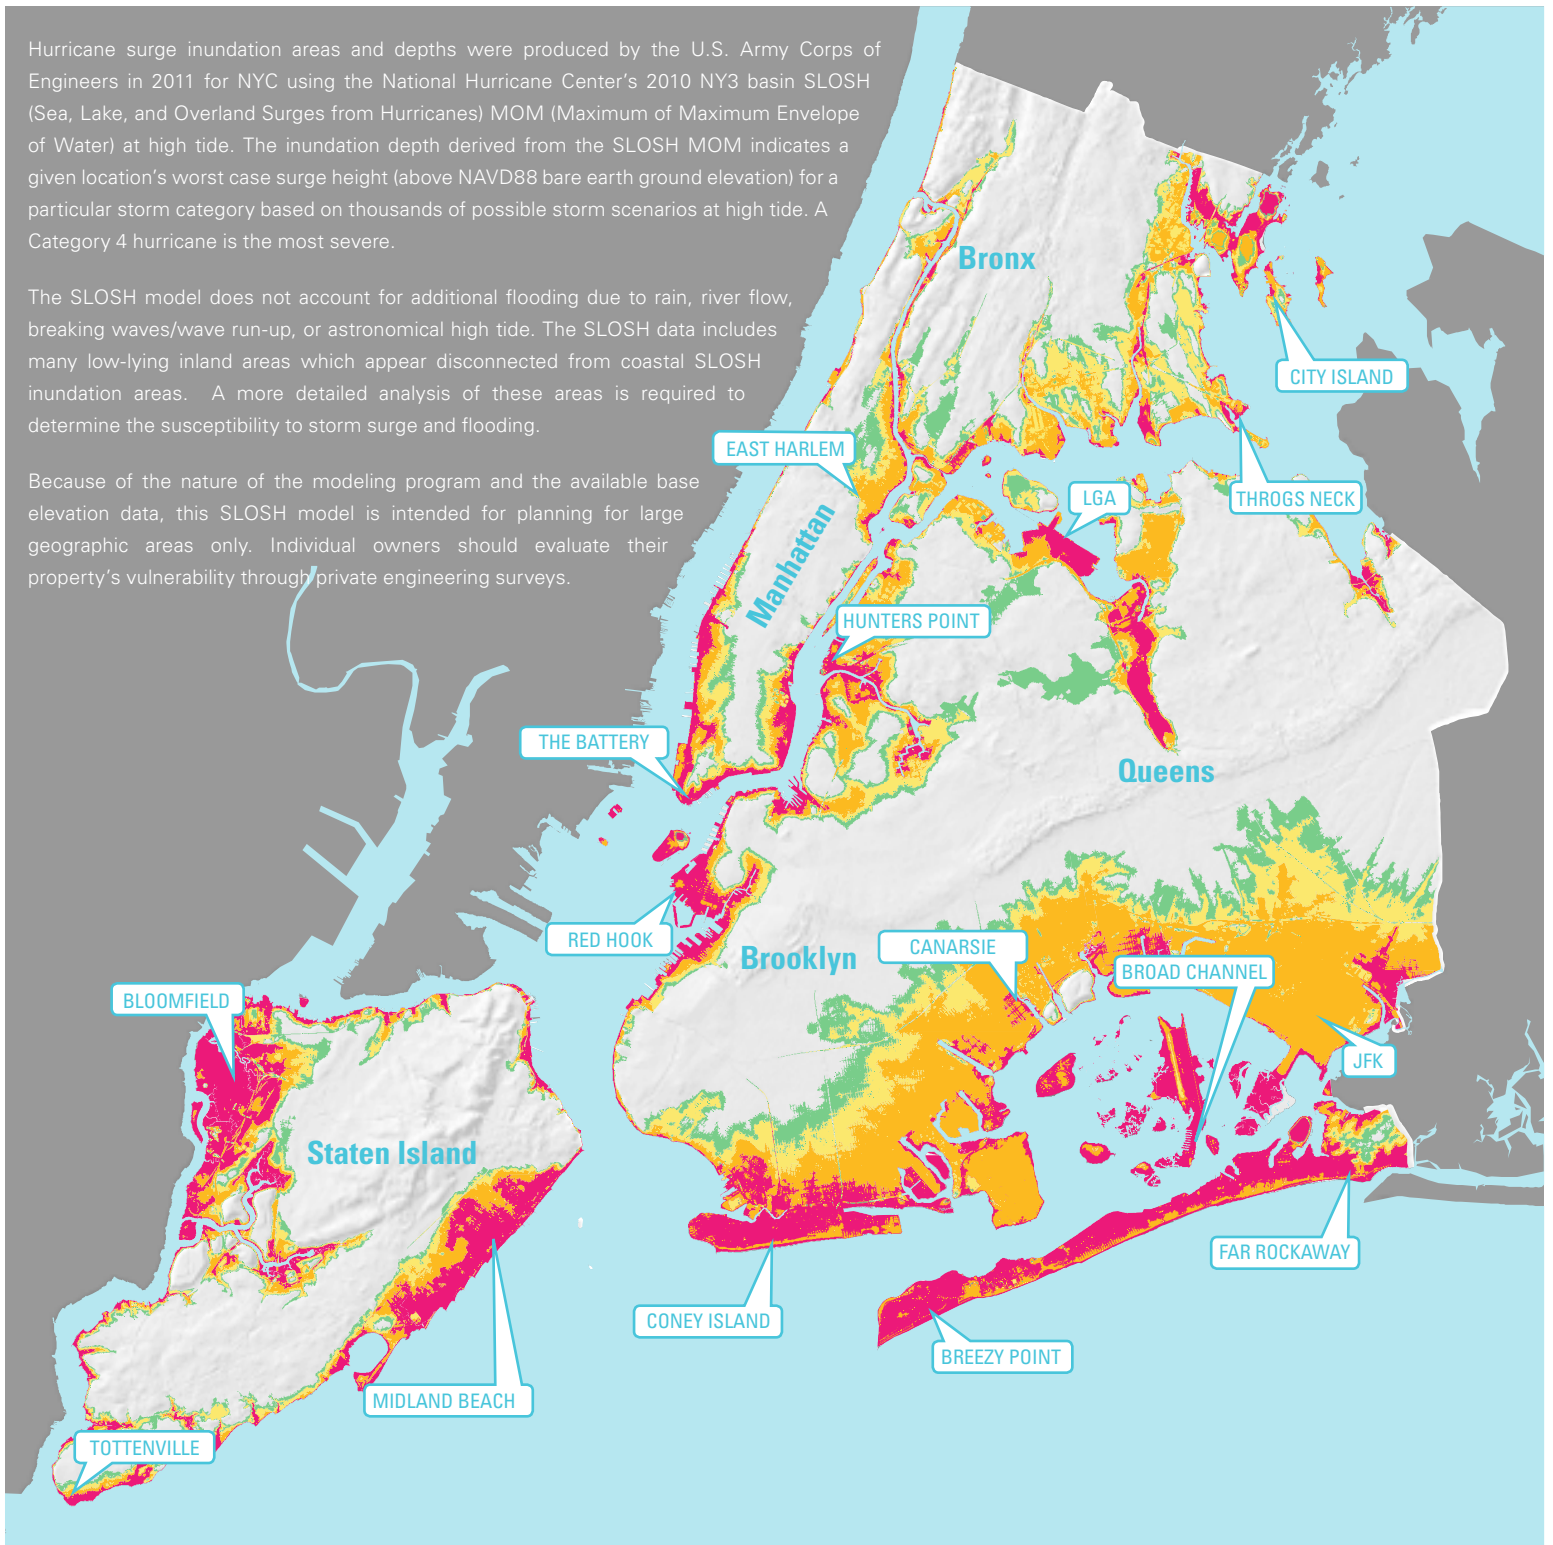 Hurricane surge inundation areas and depths were produced by the U.S. Army Corps of
Engineers in 2011 for NYC using the National Hurricane Center's 2010 NY3 basin SLOSH
(Sea, Lake, and Overland Surges from Hurricanes) MOM (Maximum of Maximum Envelope
of Water) at high tide. The inundation depth derived from the SLOSH MOM indicates a
given location's worst case surge height (above NAVD88 bare earth ground elevation) for a
particular storm category based on thousands of possible storm scenarios at high tide. A
Category 4 hurricane is the most severe.
The SLOSH model does not account for additional flooding due to rain, river flow,
breaking waves/wave run-up, or astronomical high tide. The SLOSH data includes
many low-lying inland areas which appear disconnected from coastal SLOSH
inundation areas. A more detailed analysis of these areas is required to
determine the susceptibility to storm surge and flooding.
Because of the nature of the modeling program and the available base
elevation data, this SLOSH model is intended for planning for large
geographic areas only. Individual owners should evaluate their
property's vulnerability through private engineering surveys.
Bronx
CITY ISLAND
EAST HARLEM
LGA
THROGS NECK
Manhattan
HUNTERS POINT
THE BATTERY
Queens
RED HOOK
Brooklyn
CANARSIE
BROAD CHANNEL
BLOOMFIELD
JFK
Staten Island
FAR ROCKAWAY
CONEY ISLAND
BREEZY POINT
MIDLAND BEACH
TOTTENVILLE